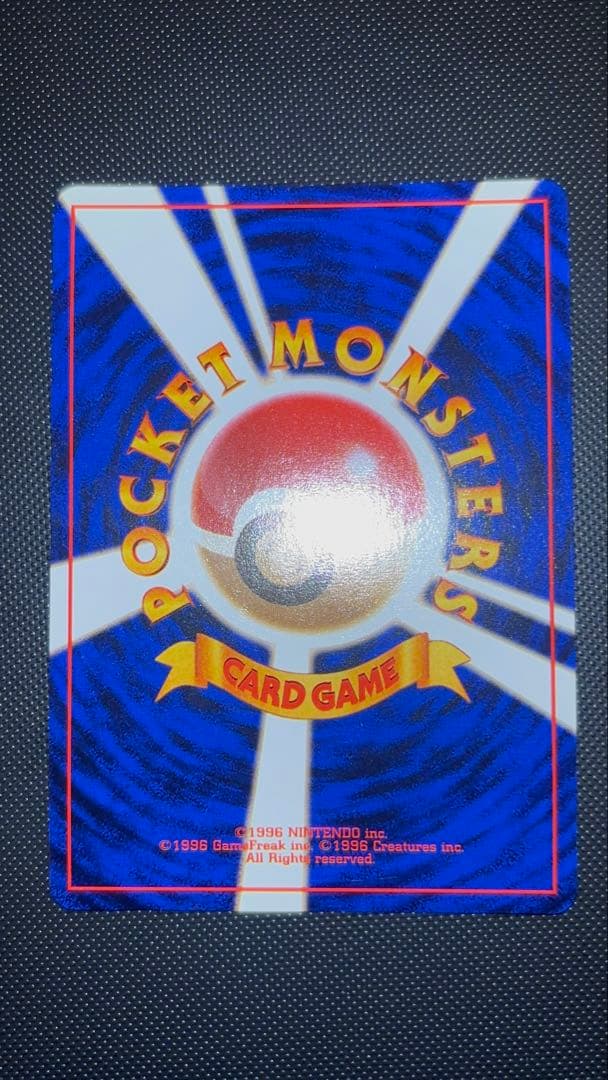 POCKET MONSTERS
CARD GAME
©1996 NINTENDO inc.
©1996 GameFreak inc. ©1996 Creatures inc.
All Rights reserved.